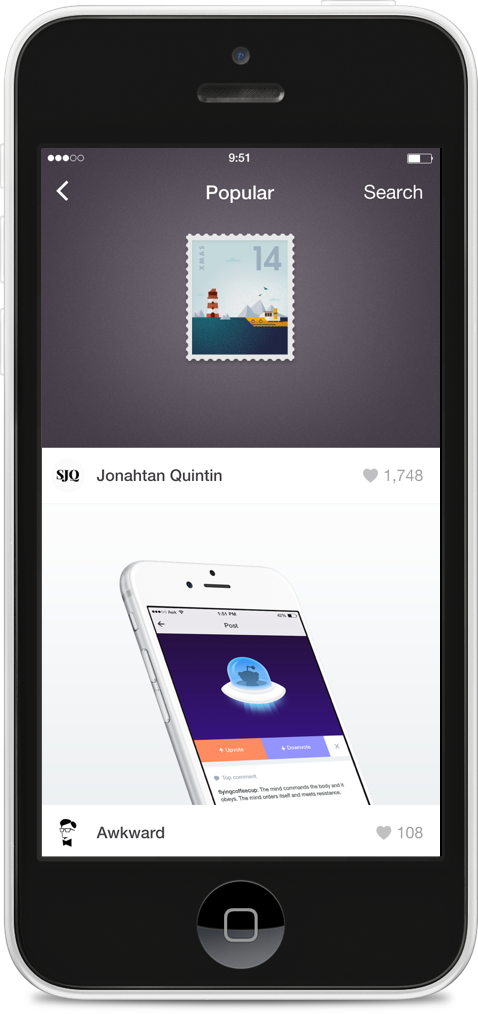 9:51
Popular
Search
XMAS
14
SJQ
Jonahtan Quintin
1,748
Awk
1:51 PM
42%
Post
Upvote
Downvote
Top comment
flyingcoffeecup: The mind commands the body and it
obeys. The mind orders itself and meets resistance.
Awkward
108